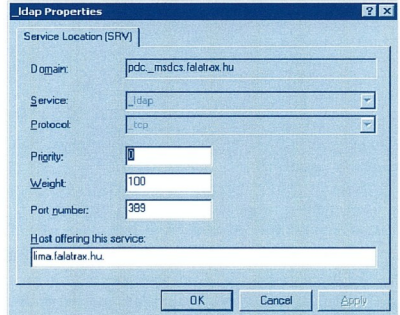 _ldap Properties
Service Location (SRV)
Domain: pdc._msdcs.falatrax.hu
Service: _ldap
Protocol: _tcp
Priority: 0
Weight: 100
Port number: 389
Host offering this service:
lima.falatrax.hu.
OK Cancel Apply